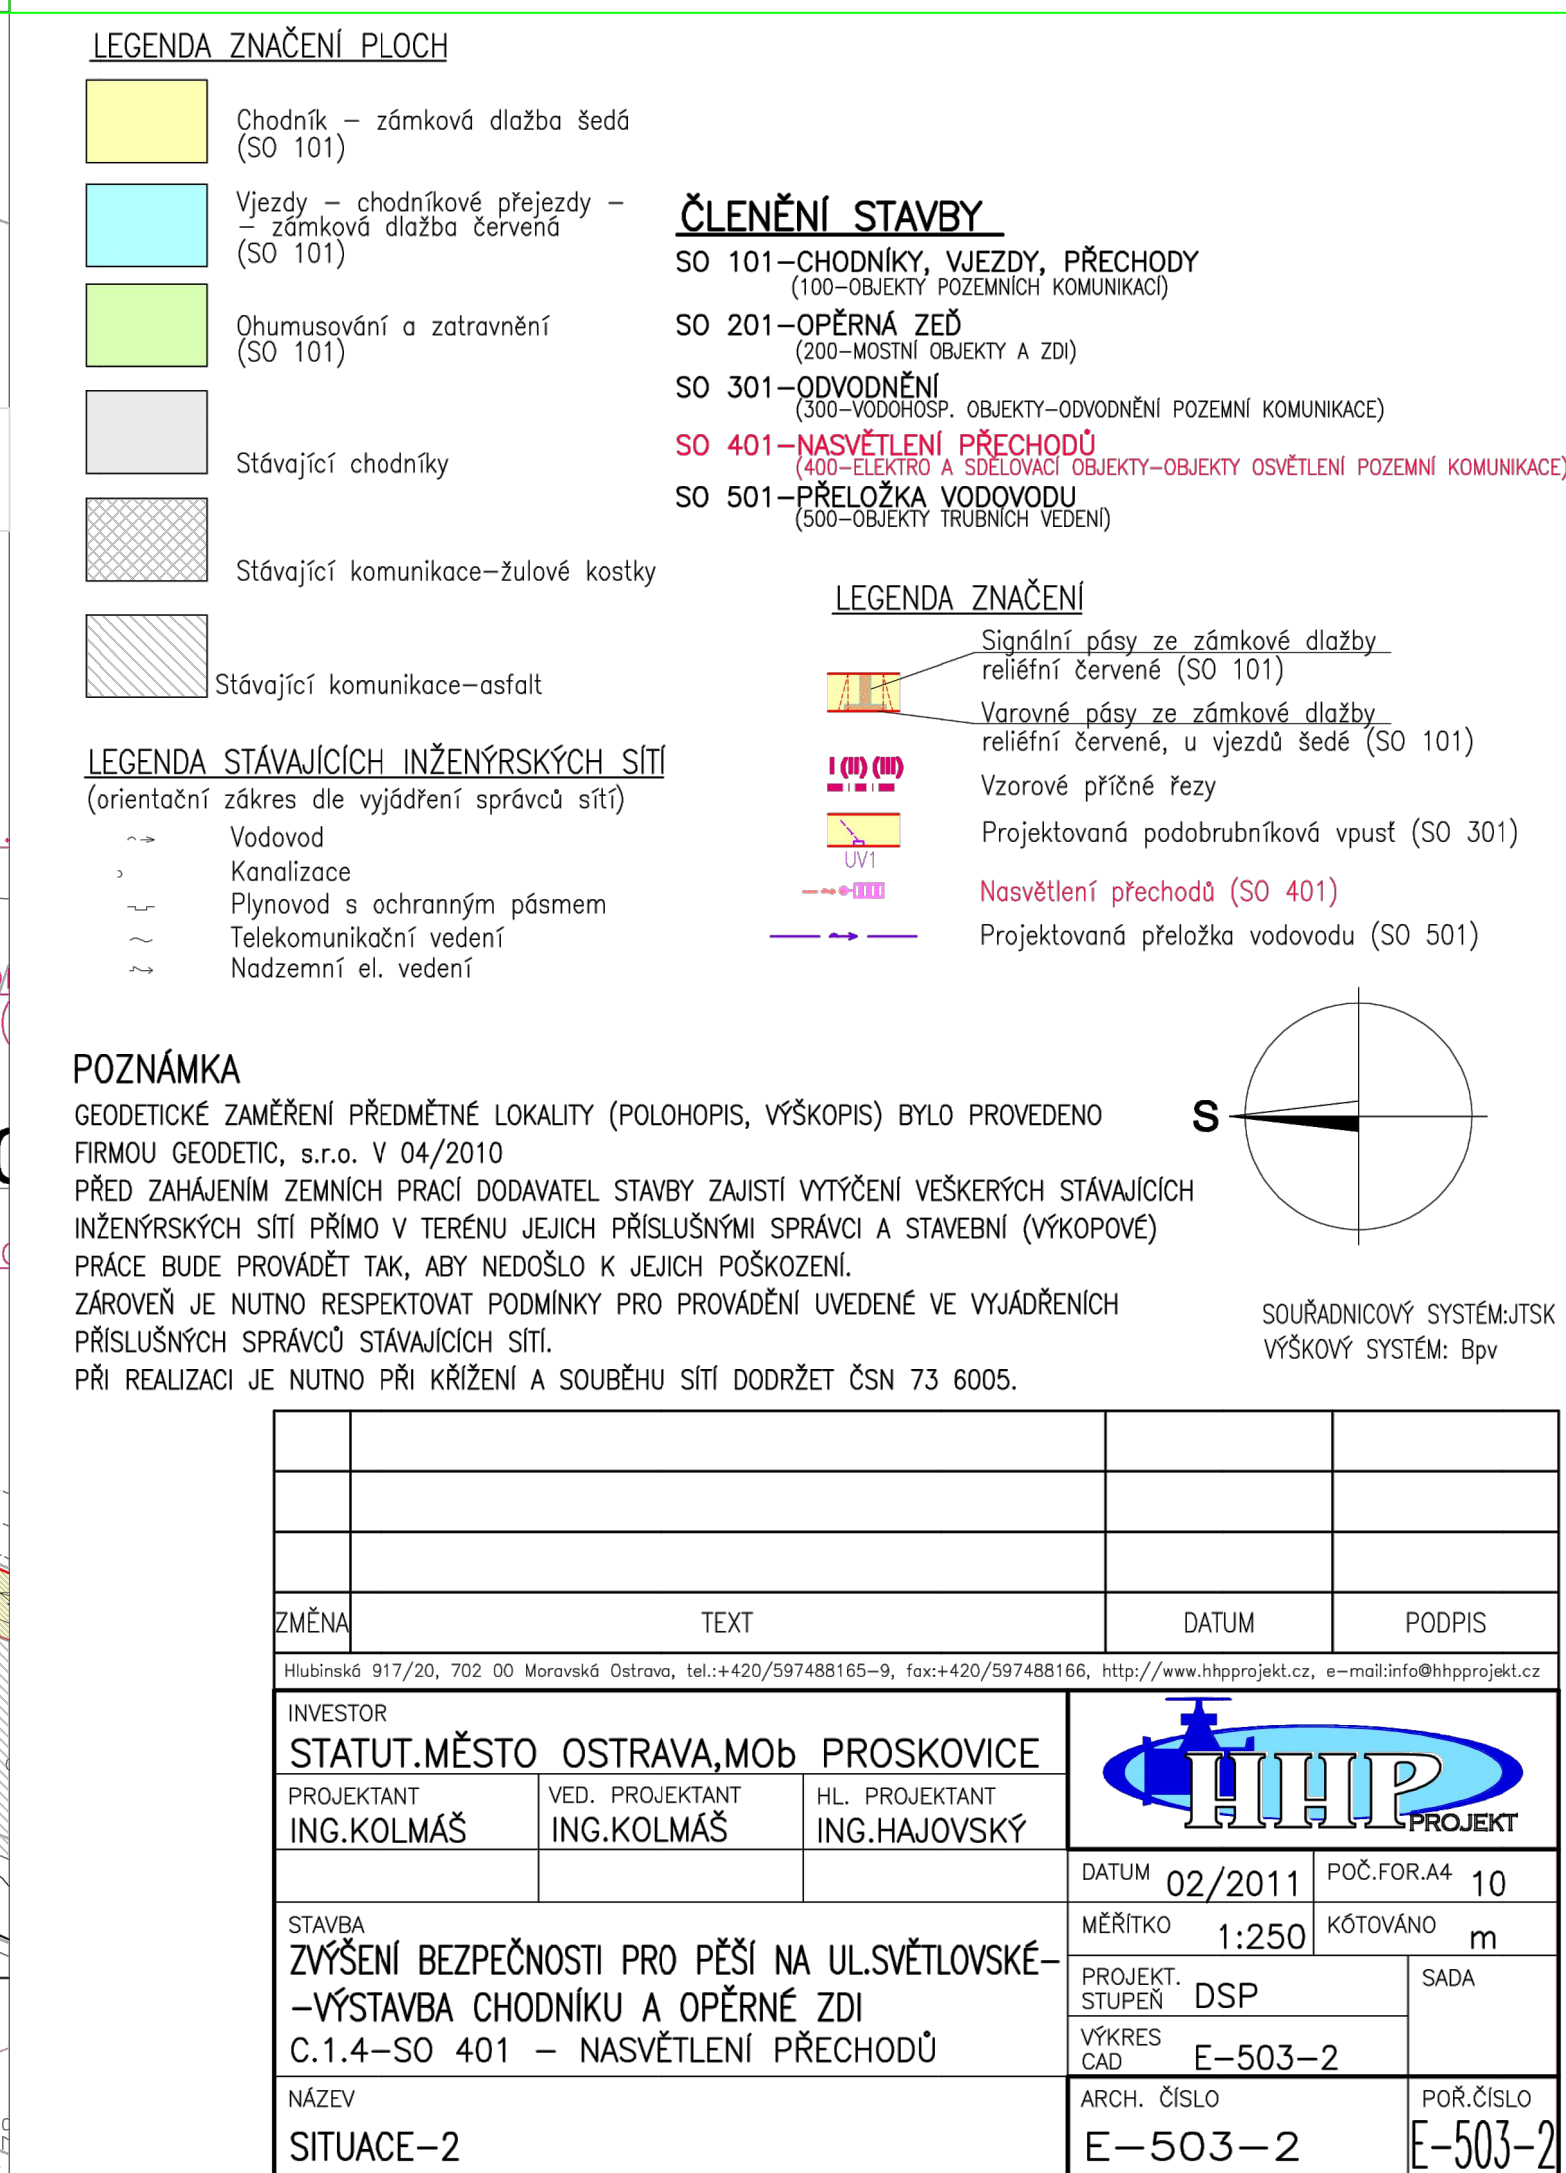 LEGENDA ZNAČENÍ PLOCH
Chodník – zámková dlažba šedá
(SO 101)
Vjezdy – chodníkové přejezdy –
– zámková dlažba červená
(SO 101)
Ohumusování a zatravnění
(SO 101)
Stávající chodníky
Stávající komunikace–žulové kostky
Stávající komunikace–asfalt
ČLENĚNÍ STAVBY
SO 101–CHODNÍKY, VJEZDY, PŘECHODY
(100–OBJEKTY POZEMNÍCH KOMUNIKACÍ)
SO 201–OPĚRNÁ ZEĎ
(200–MOSTNÍ OBJEKTY A ZDI)
SO 301–ODVODNĚNÍ
(300–VODOHOSP. OBJEKTY–ODVODNĚNÍ POZEMNÍ KOMUNIKACE)
SO 401–NASVĚTLENÍ PŘECHODŮ
(400–ELEKTRO A SDĚLOVACÍ OBJEKTY–OBJEKTY OSVĚTLENÍ POZEMNÍ KOMUNIKACE)
SO 501–PŘELOŽKA VODOVODU
(500–OBJEKTY TRUBNÍCH VEDENÍ)
LEGENDA ZNAČENÍ
Signální pásy ze zámkové dlažby
reliéfní červené (SO 101)
Varovné pásy ze zámkové dlažby
reliéfní červené, u vjezdů šedé (SO 101)
I (II) (III)
Vzorové příčné řezy
Projektovaná podobrubníková vpusť (SO 301)
UV1
Nasvětlení přechodů (SO 401)
Projektovaná přeložka vodovodu (SO 501)
LEGENDA STÁVAJÍCÍCH INŽENÝRSKÝCH SÍTÍ
(orientační zákres dle vyjádření správců sítí)
Vodovod
Kanalizace
Plynovod s ochranným pásmem
Telekomunikační vedení
Nadzemní el. vedení
S
POZNÁMKA
GEODETICKÉ ZAMĚŘENÍ PŘEDMĚTNÉ LOKALITY (POLOHOPIS, VÝŠKOPIS) BYLO PROVEDENO
FIRMOU GEODETIC, s.r.o. V 04/2010
PŘED ZAHÁJENÍM ZEMNÍCH PRACÍ DODAVATEL STAVBY ZAJISTÍ VYTÝČENÍ VEŠKERÝCH STÁVAJÍCÍCH
INŽENÝRSKÝCH SÍTÍ PŘÍMO V TERÉNU JEJICH PŘÍSLUŠNÝMI SPRÁVCI A STAVEBNÍ (VÝKOPOVÉ)
PRÁCE BUDE PROVÁDĚT TAK, ABY NEDOŠLO K JEJICH POŠKOZENÍ.
ZÁROVEŇ JE NUTNO RESPEKTOVAT PODMÍNKY PRO PROVÁDĚNÍ UVEDENÉ VE VYJÁDŘENÍCH
PŘÍSLUŠNÝCH SPRÁVCŮ STÁVAJÍCÍCH SÍTÍ.
PŘI REALIZACI JE NUTNO PŘI KŘÍŽENÍ A SOUBĚHU SÍTÍ DODRŽET ČSN 73 6005.
SOUŘADNICOVÝ SYSTÉM:JTSK
VÝŠKOVÝ SYSTÉM: Bpv
ZMĚNA TEXT DATUM PODPIS
Hlubinská 917/20, 702 00 Moravská Ostrava, tel.:+420/597488165–9, fax:+420/597488166, http://www.hhpprojekt.cz, e–mail:info@hhpprojekt.cz
INVESTOR
STATUT.MĚSTO OSTRAVA,MOb PROSKOVICE
PROJEKTANT
ING.KOLMÁŠ
VED. PROJEKTANT
ING.KOLMÁŠ
HL. PROJEKTANT
ING.HAJOVSKÝ
HHP
PROJEKT
DATUM 02/2011
POČ.FOR.A4 10
MĚŘÍTKO 1:250
KÓTOVÁNO m
STAVBA
ZVÝŠENÍ BEZPEČNOSTI PRO PĚŠÍ NA UL.SVĚTLOVSKÉ–
–VÝSTAVBA CHODNÍKU A OPĚRNÉ ZDI
C.1.4–SO 401 – NASVĚTLENÍ PŘECHODŮ
PROJEKT.
STUPEŇ DSP
SADA
VÝKRES
CAD E–503–2
NÁZEV
SITUACE–2
ARCH. ČÍSLO
E–503–2
POŘ.ČÍSLO
E–503–2